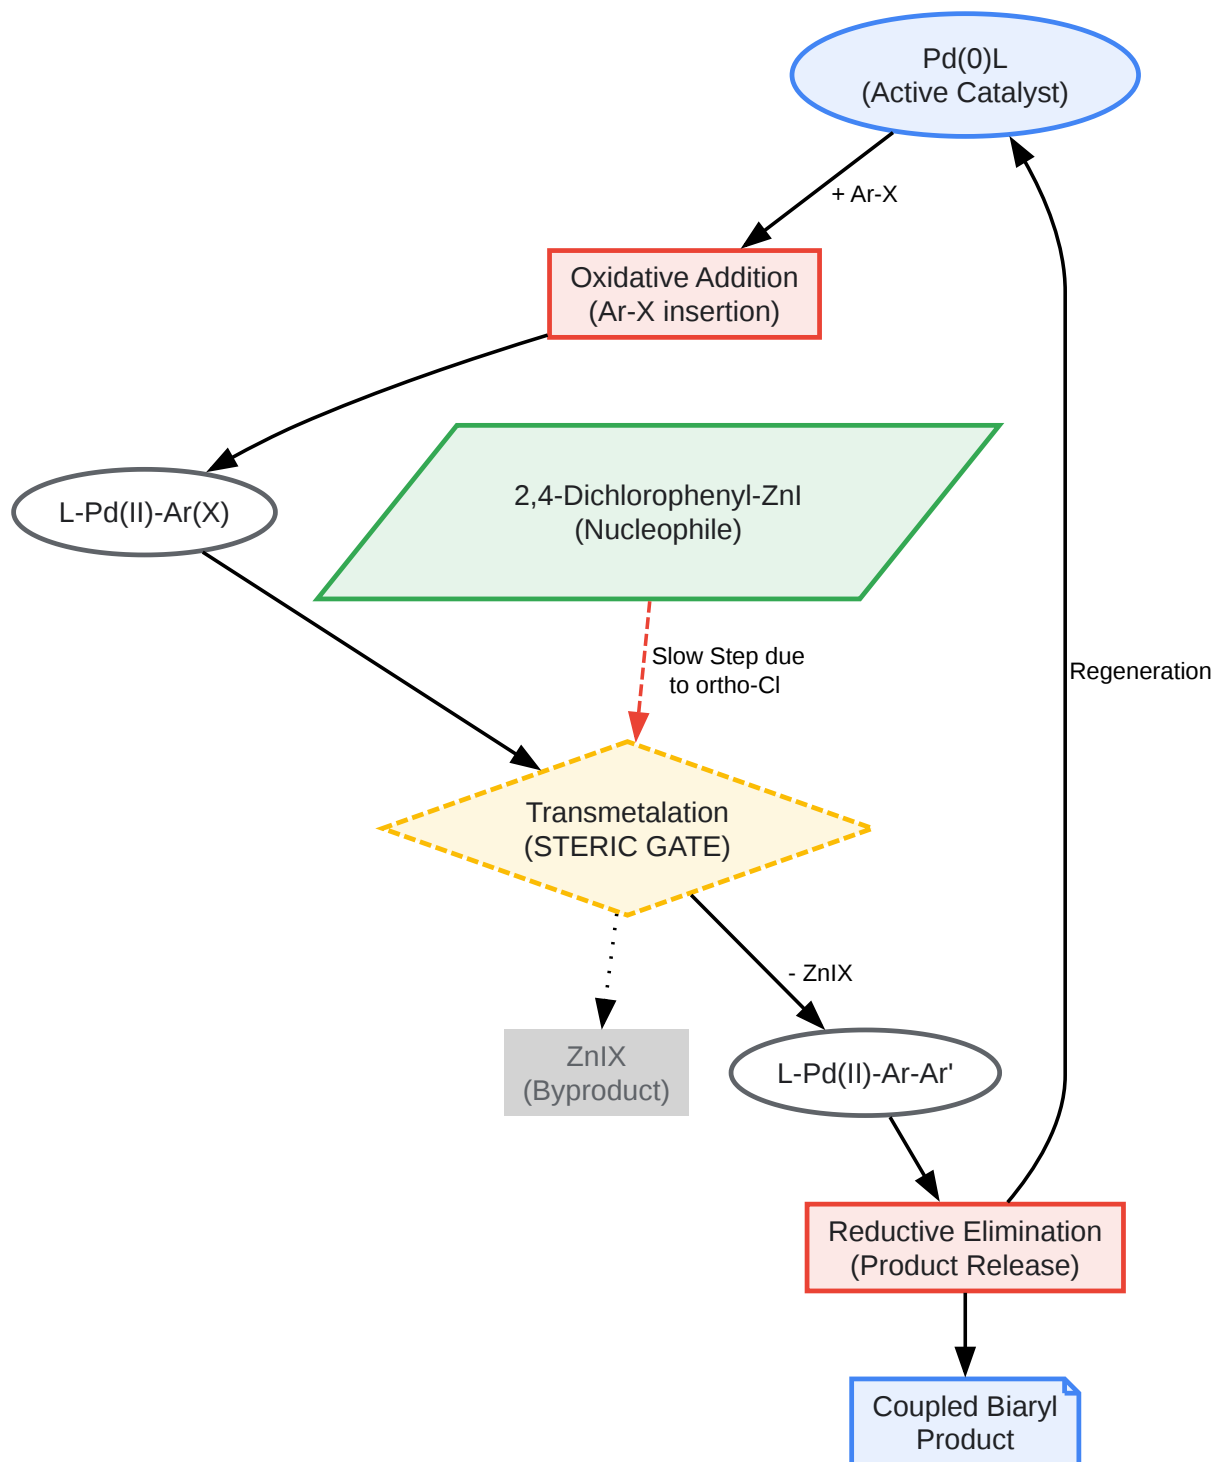 Pd(0)L
(Active Catalyst)
+ Ar-X
Oxidative Addition
(Ar-X insertion)
L-Pd(II)-Ar(X)
2,4-Dichlorophenyl-ZnI
(Nucleophile)
Slow Step due
to ortho-Cl
Regeneration
Transmetalation
(STERIC GATE)
- ZnIX
ZnIX
(Byproduct)
L-Pd(II)-Ar-Ar'
Reductive Elimination
(Product Release)
Coupled Biaryl
Product